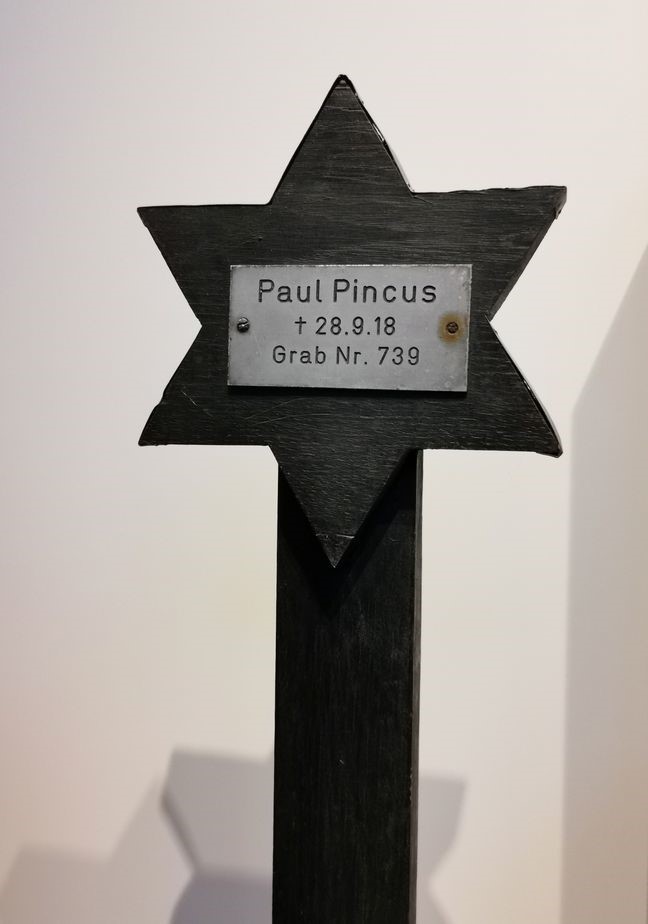 Paul Pincus
† 28.9.18
Grab Nr. 739